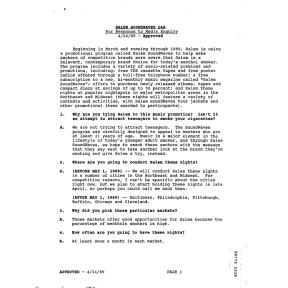 SALEM SOUNDWAVES Q&A
For Response to Media Enquiry
4/24/89 - Approved
Beginning in March and running through 1989, Salem is using
a promotional program called Salem SoundWaves to help make
smokers of competitive brands more aware that Salem is a
relevant, contemporary brand choice for today's menthol smoker.
The program includes a variety of music-related premiums and
promotions, including: free TDK cassette tapes and free pocket
radios offered through a toll-free telephone number; a free
subscription to a new, bi-monthly music magazine called "Salem
SoundWaves"; offers to purchase newly released albums, tapes and
compact discs at savings of up to 50 percent; and Salem theme
nights at popular nightspots in major metropolitan areas in the
Northeast and Midwest (theme nights will feature a variety of
contests and activities, with Salem SoundWaves tour jackets and
other promotional items awarded to participants).
1. Why are you tying Salem to this music promotion? Isn't it
an attempt to attract teenagers to smoke your cigarettes?
A. We are not trying to attract teenagers. The SoundWaves
program was carefully designed to appeal to smokers who are
at least 21 years of age. Music is a major element in the
lifestyle of today's younger adult smoker, and through Salem
SoundWaves, we hope to reach these smokers with the message
that they may want to take another look at the brand they're
smoking and give Salem a try, instead.
2. Where are you going to conduct Salem theme nights?
A. (BEFORE MAY 1, 1989) -- We will conduct Salem theme nights
in a number of cities in the Northeast and Midwest. For
competitive reasons, I can't be specific about the cities
right now, but we plan to start holding these nights in late
April, so perhaps you could call me back then.
(AFTER MAY 1, 1989) -- Baltimore, Philadelphia, Pittsburgh,
Buffalo, Chicago and Cleveland.
3. Why did you pick these particular markets?
A. Those markets offer good opportunities for Salem because the
percentage of menthol smokers is high.
4. How often are you going to have these nights?
A. At least once a month in each market.
APPROVED - 4/24/89 PAGE 1